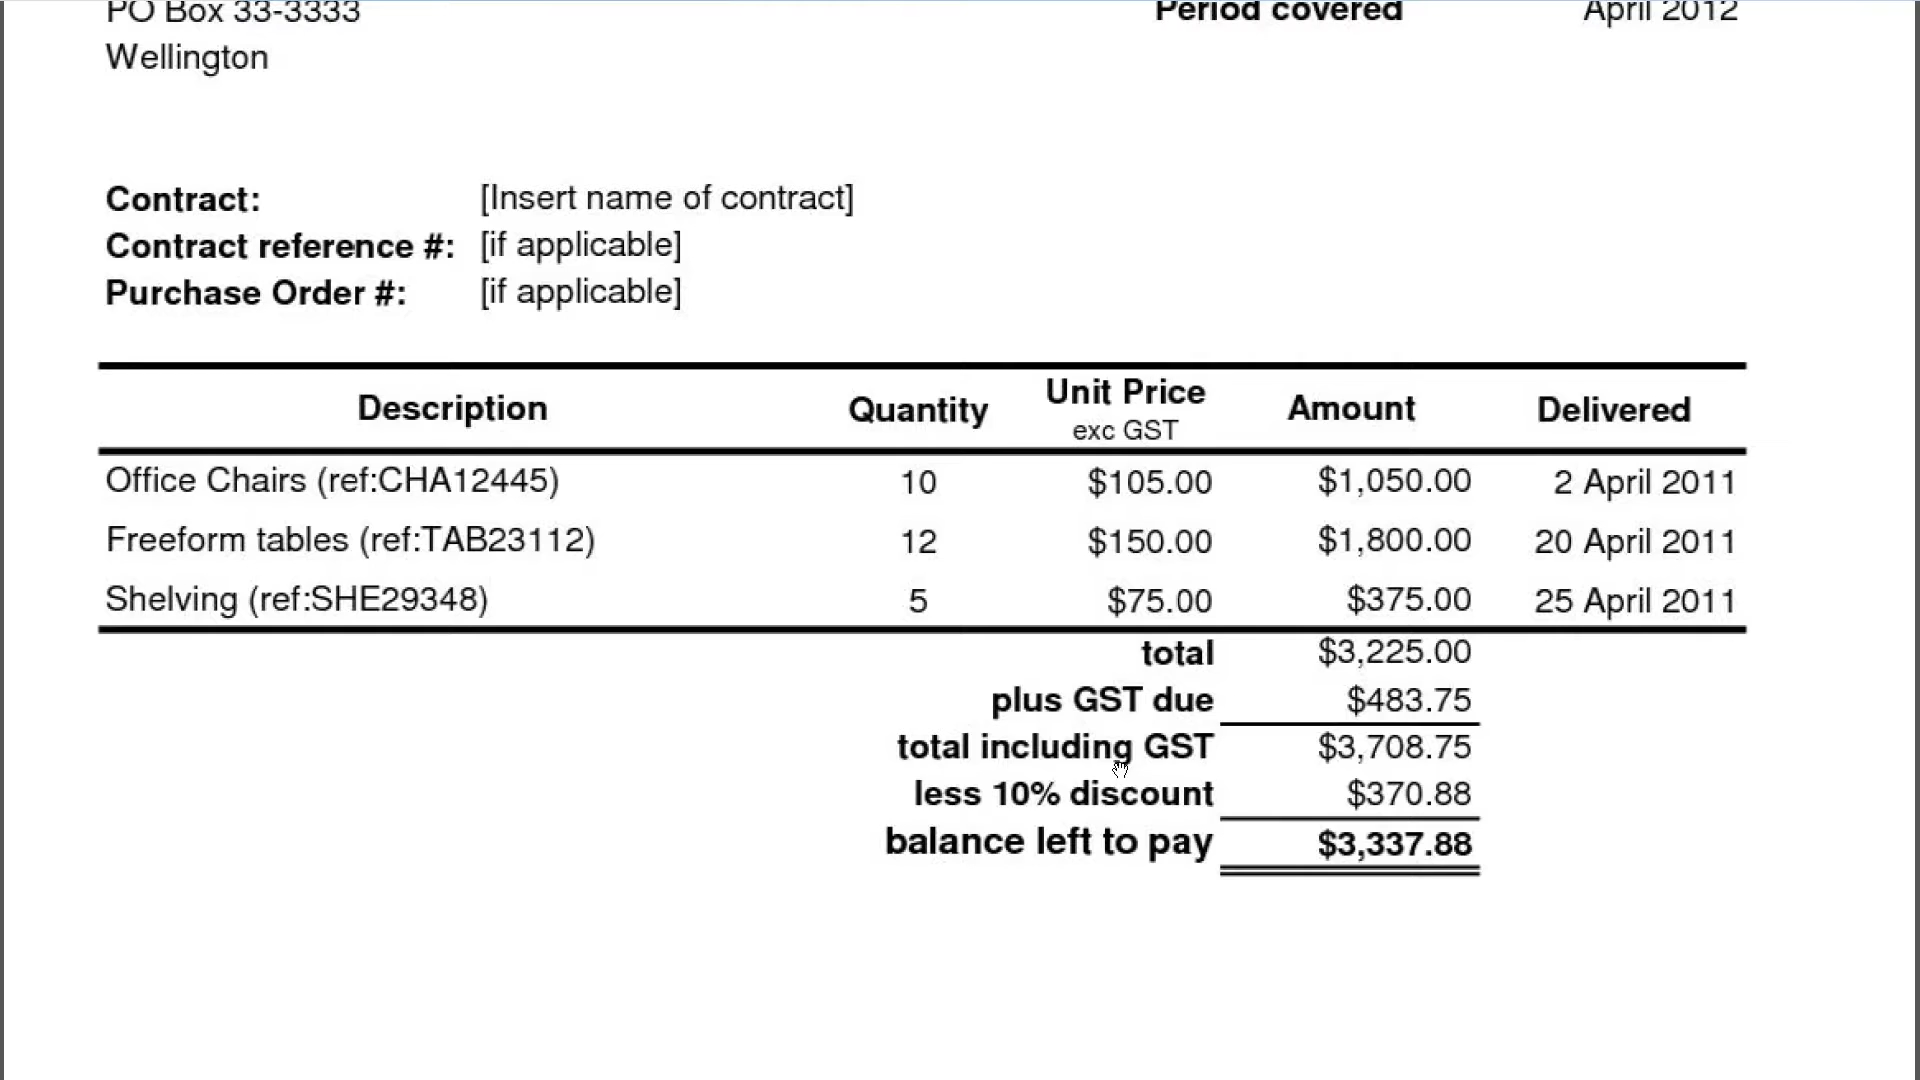 PO Box 33-3333 Period covered April 2012
Wellington
Contract: [Insert name of contract]
Contract reference #: [if applicable]
Purchase Order #: [if applicable]
Description Quantity Unit Price exc GST Amount Delivered
Office Chairs (ref:CHA12445) 10 $105.00 $1,050.00 2 April 2011
Freeform tables (ref:TAB23112) 12 $150.00 $1,800.00 20 April 2011
Shelving (ref:SHE29348) 5 $75.00 $375.00 25 April 2011
total $3,225.00
plus GST due $483.75
total including GST $3,708.75
less 10% discount $370.88
balance left to pay $3,337.88